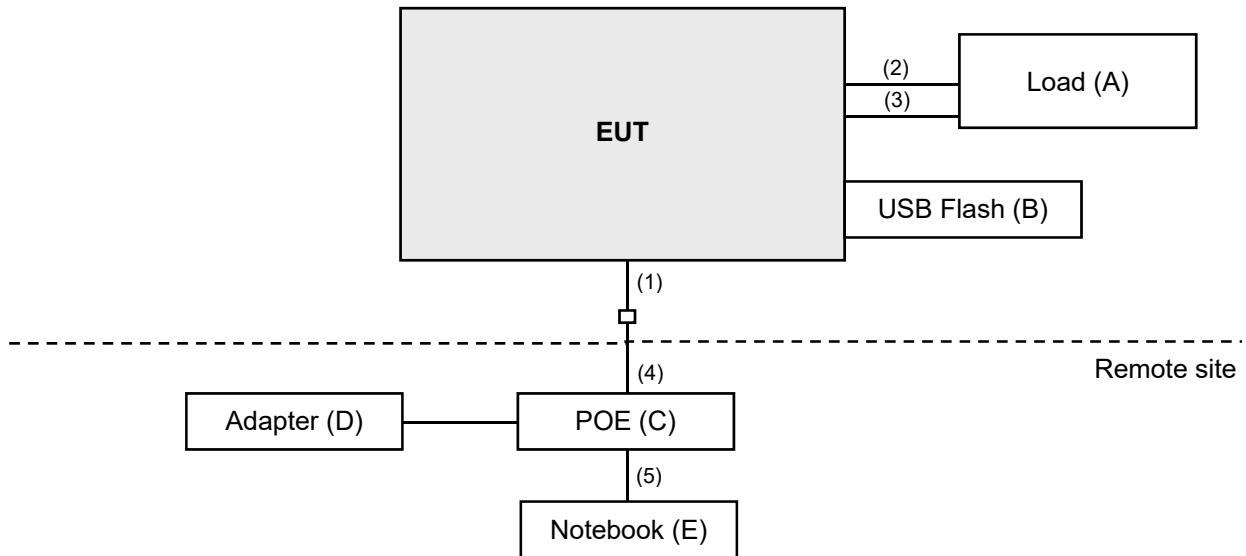 (2)
Load (A)
(3)
EUT
USB Flash (B)
(1)
Remote site
(4)
Adapter (D)
POE (C)
(5)
Notebook (E)